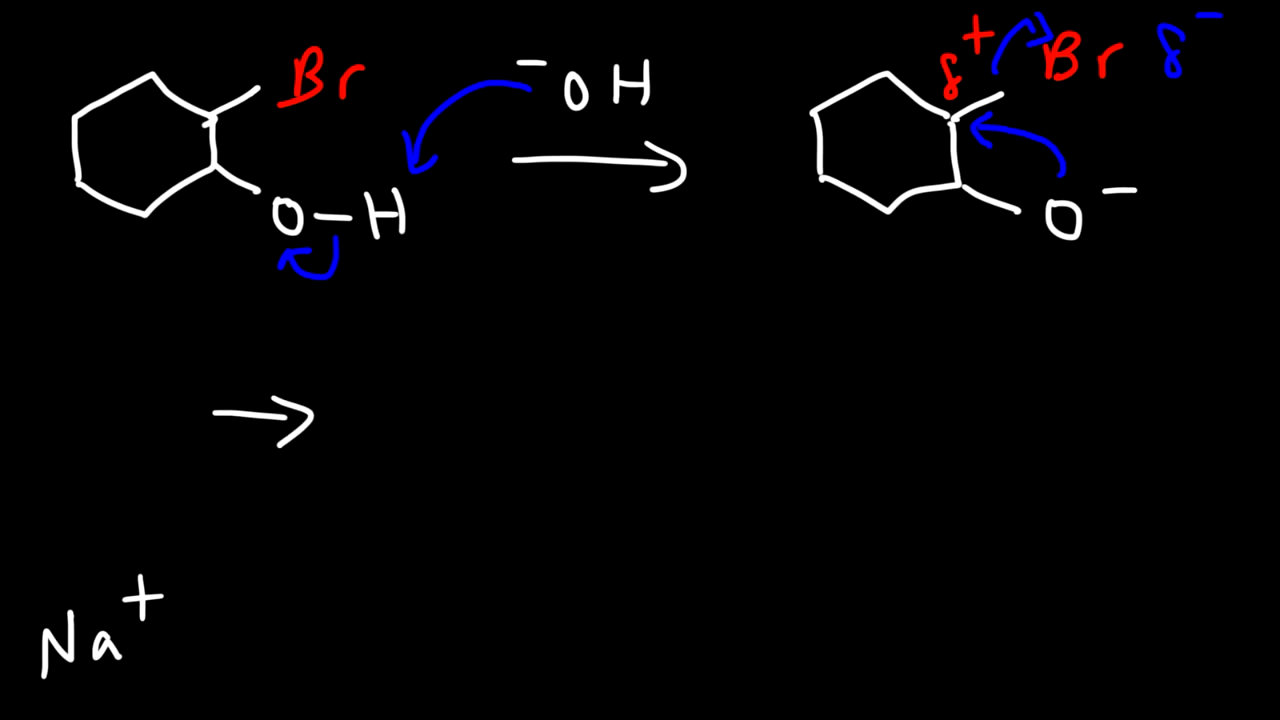 Br
⁻OH
O–H
δ⁺ Br δ⁻
O⁻
Na⁺